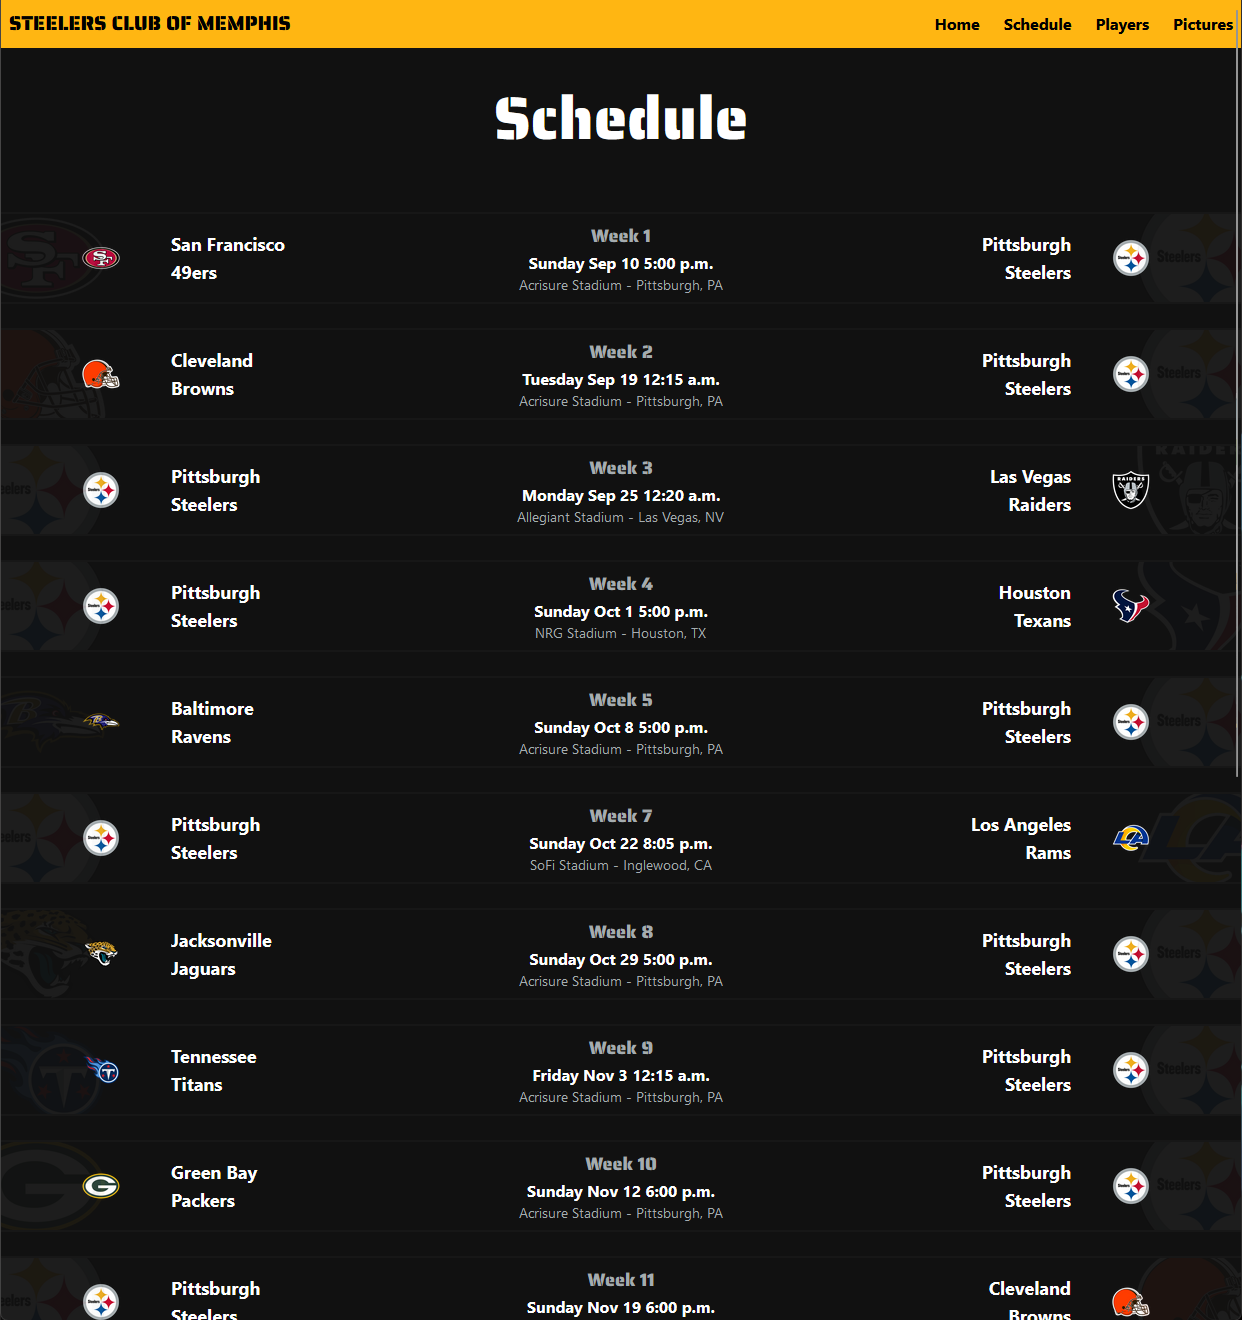 STEELERS CLUB OF MEMPHIS
Home Schedule Players Pictures
Schedule
San Francisco
49ers
Week 1
Sunday Sep 10 5:00 p.m.
Acrisure Stadium - Pittsburgh, PA
Pittsburgh
Steelers
Cleveland
Browns
Week 2
Tuesday Sep 19 12:15 a.m.
Acrisure Stadium - Pittsburgh, PA
Pittsburgh
Steelers
Pittsburgh
Steelers
Week 3
Monday Sep 25 12:20 a.m.
Allegiant Stadium - Las Vegas, NV
Las Vegas
Raiders
Pittsburgh
Steelers
Week 4
Sunday Oct 1 5:00 p.m.
NRG Stadium - Houston, TX
Houston
Texans
Baltimore
Ravens
Week 5
Sunday Oct 8 5:00 p.m.
Acrisure Stadium - Pittsburgh, PA
Pittsburgh
Steelers
Pittsburgh
Steelers
Week 7
Sunday Oct 22 8:05 p.m.
SoFi Stadium - Inglewood, CA
Los Angeles
Rams
Jacksonville
Jaguars
Week 8
Sunday Oct 29 5:00 p.m.
Acrisure Stadium - Pittsburgh, PA
Pittsburgh
Steelers
Tennessee
Titans
Week 9
Friday Nov 3 12:15 a.m.
Acrisure Stadium - Pittsburgh, PA
Pittsburgh
Steelers
Green Bay
Packers
Week 10
Sunday Nov 12 6:00 p.m.
Acrisure Stadium - Pittsburgh, PA
Pittsburgh
Steelers
Pittsburgh
Steelers
Week 11
Sunday Nov 19 6:00 p.m.
Cleveland
Browns